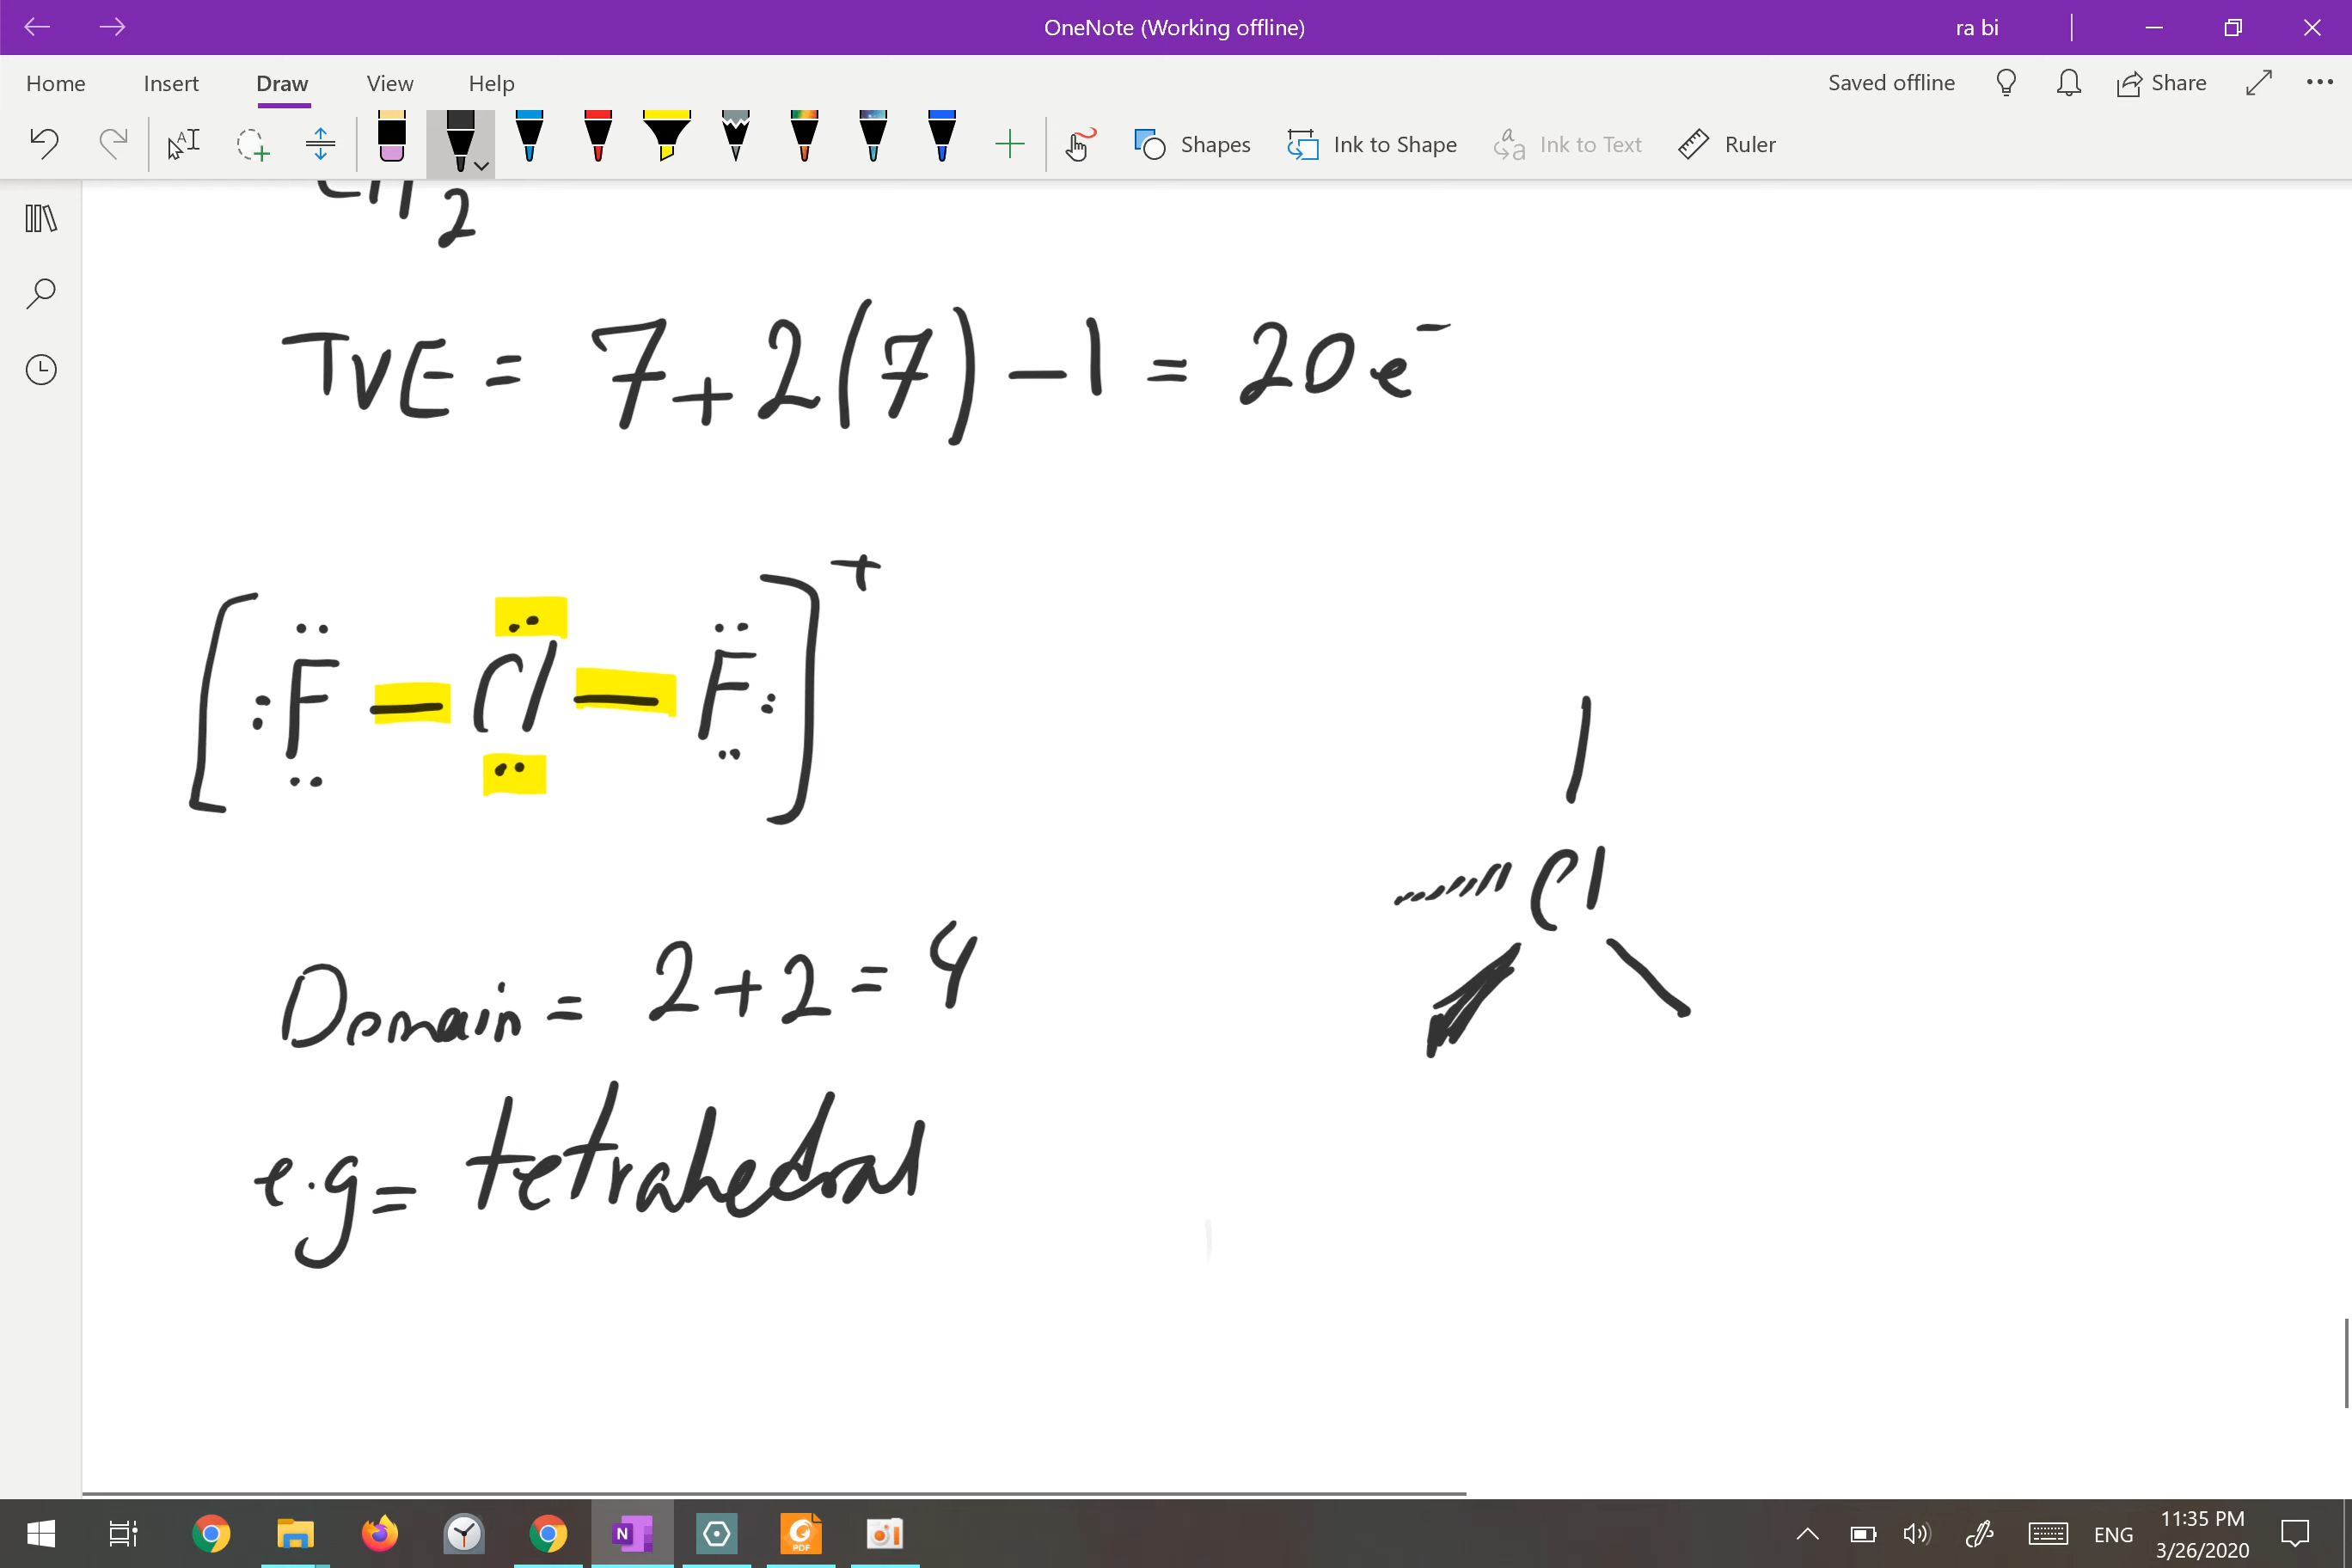 OneNote (Working offline)
ra bi
Home Insert Draw View Help
Saved offline
Share
Shapes
Ink to Shape
Ink to Text
Ruler
TVE = 7 + 2(7) - 1 = 20e⁻
[:F̤̈ - C̤̈l - F̤̈:]⁺
Cl
Domain = 2 + 2 = 4
e.g = tetrahedral
N
PDF
ENG
11:35 PM
3/26/2020